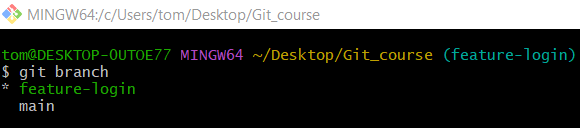 MINGW64:/c/Users/tom/Desktop/Git_course
tom@DESKTOP-OUTOE77 MINGW64 ~/Desktop/Git_course (feature-login)
$ git branch
* feature-login
  main